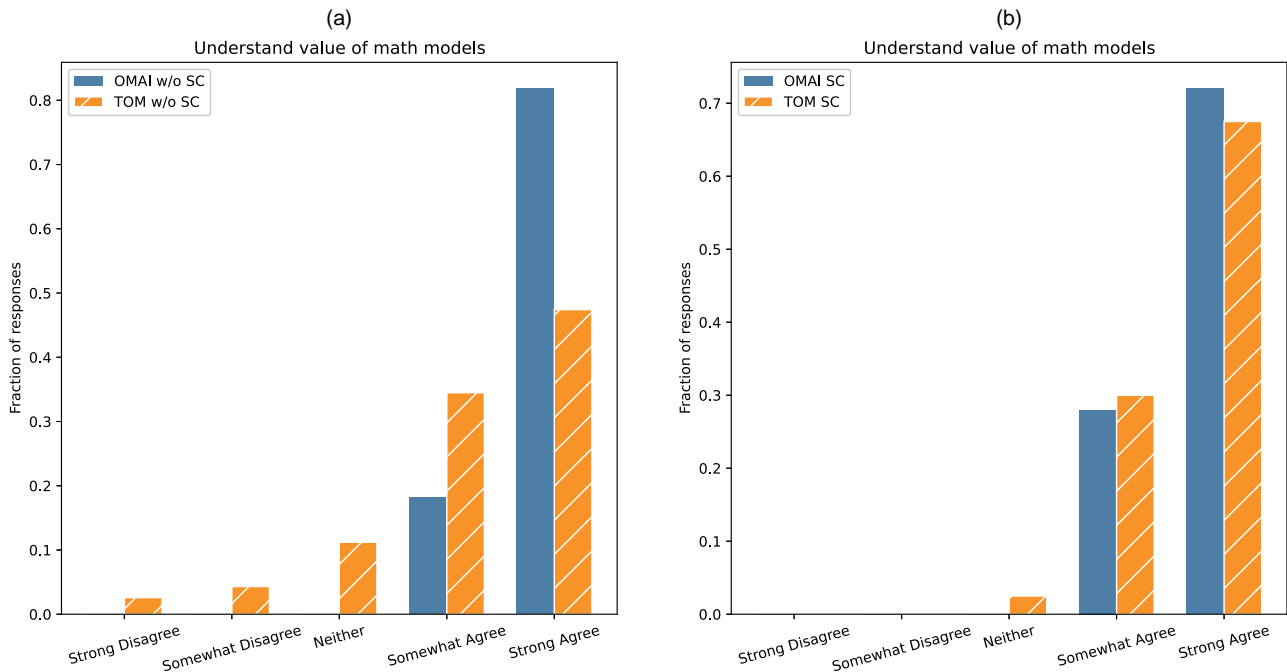 (a)
Understand value of math models
OMAI w/o SC
TOM w/o SC
Fraction of responses
0.8
0.7
0.6
0.5
0.4
0.3
0.2
0.1
0.0
Strong Disagree
Somewhat Disagree
Neither
Somewhat Agree
Strong Agree
(b)
Understand value of math models
OMAI SC
TOM SC
Fraction of responses
0.7
0.6
0.5
0.4
0.3
0.2
0.1
0.0
Strong Disagree
Somewhat Disagree
Neither
Somewhat Agree
Strong Agree